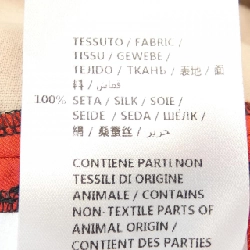 TESSUTO / FABRIC /
TISSU / GEWEBE /
TEJIDO / ТКАНЬ / 表地 / 面
料 / قماش /
100% SETA / SILK / SOIE /
SEIDE / SEDA / ШЁЛК /
絹 / 桑蚕丝 / حرير /
CONTIENE PARTI NON
TESSILI DI ORIGINE
ANIMALE / CONTAINS
NON-TEXTILE PARTS OF
ANIMAL ORIGIN /
CONTIENT DES PARTIES